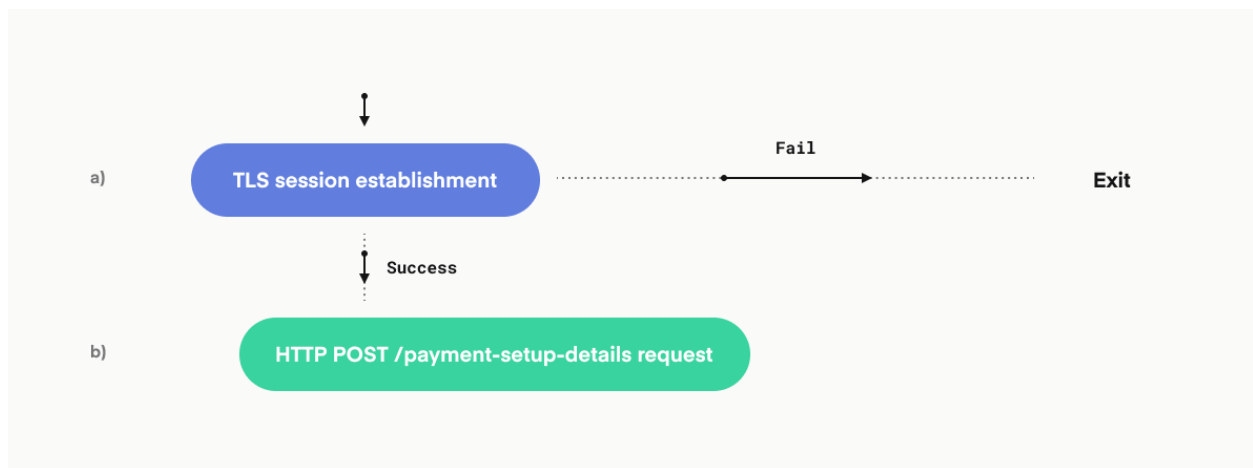 Fail
a)
TLS session establishment
Exit
Success
b)
HTTP POST /payment-setup-details request